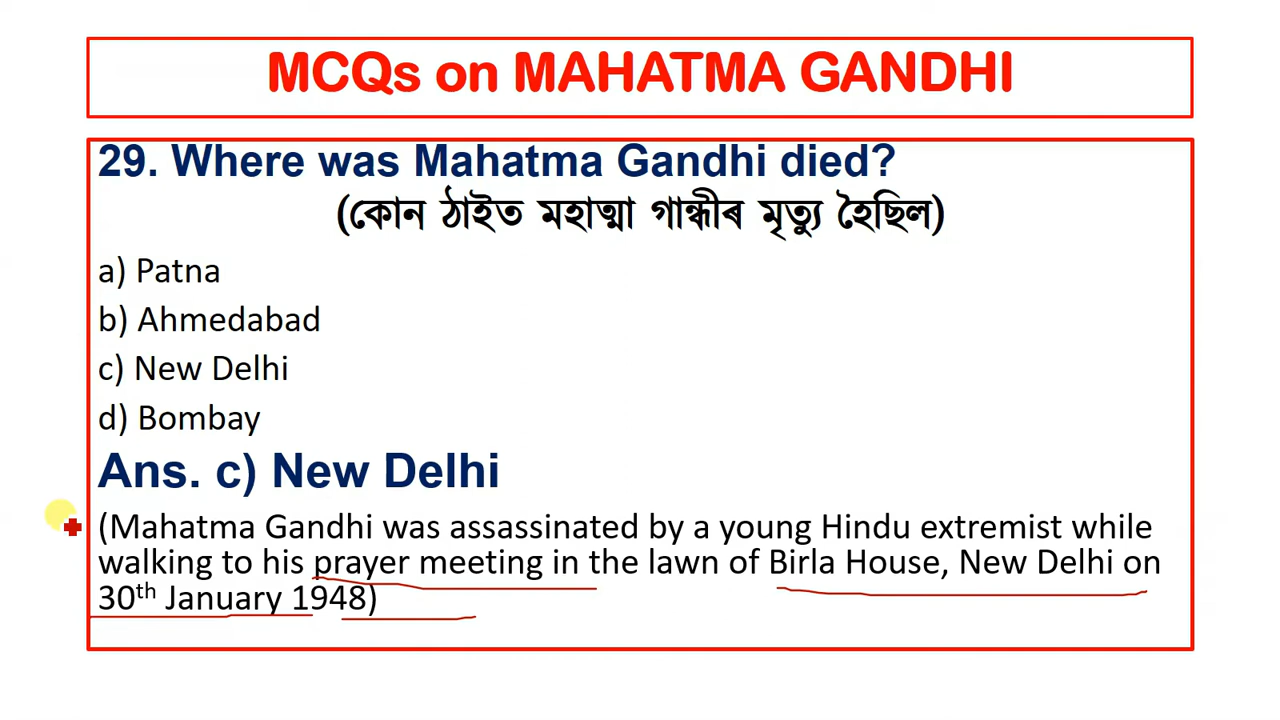 MCQs on MAHATMA GANDHI
29. Where was Mahatma Gandhi died?
(কোন ঠাইত মহাত্মা গান্ধীৰ মৃত্যু হৈছিল)
a) Patna
b) Ahmedabad
c) New Delhi
d) Bombay
Ans. c) New Delhi
(Mahatma Gandhi was assassinated by a young Hindu extremist while
walking to his prayer meeting in the lawn of Birla House, New Delhi on
30th January 1948)